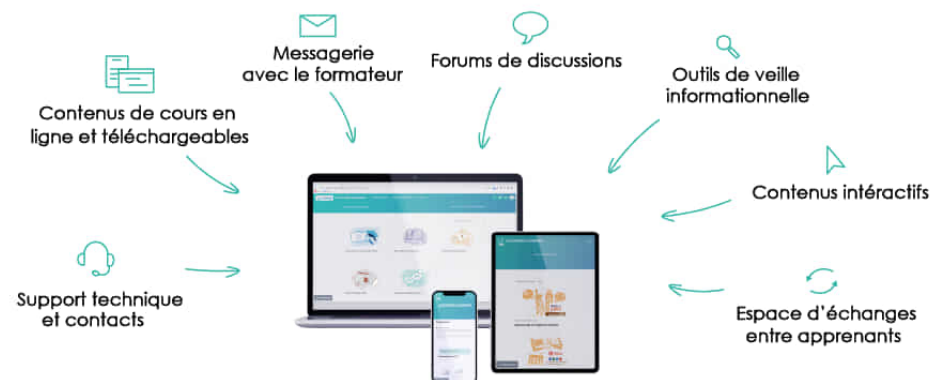 Messagerie
avec le formateur
Forums de discussions
Outils de veille
informationnelle
Contenus de cours en
ligne et téléchargeables
Contenus intéractifs
Support technique
et contacts
Espace d'échanges
entre apprenants